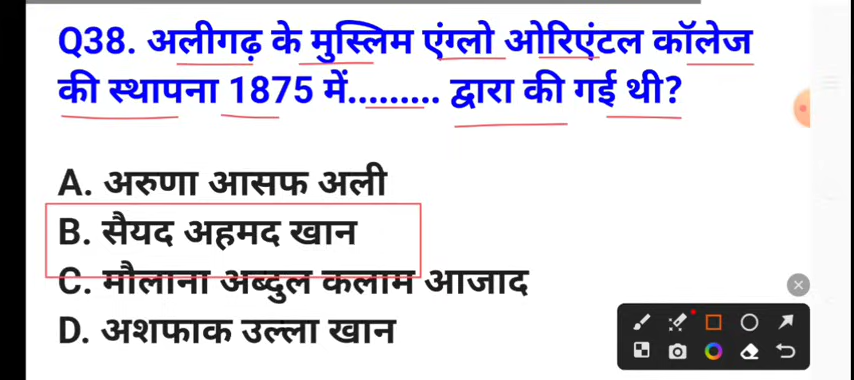 Q38. अलीगढ़ के मुस्लिम एंग्लो ओरिएंटल कॉलेज
की स्थापना 1875 में......... द्वारा की गई थी?
A. अरुणा आसफ अली
B. सैयद अहमद खान
C. मौलाना अब्दुल कलाम आजाद
D. अशफाक उल्ला खान